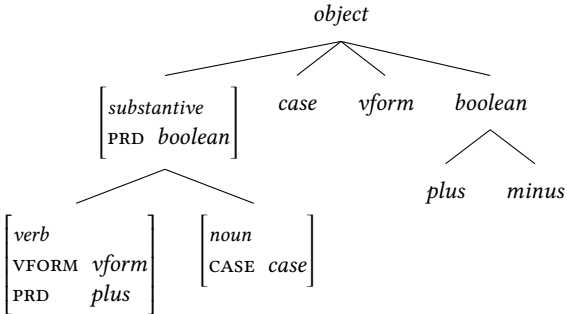 object
substantive case vform boolean
PRD boolean
plus minus
verb noun
VFORM vform CASE case
PRD plus